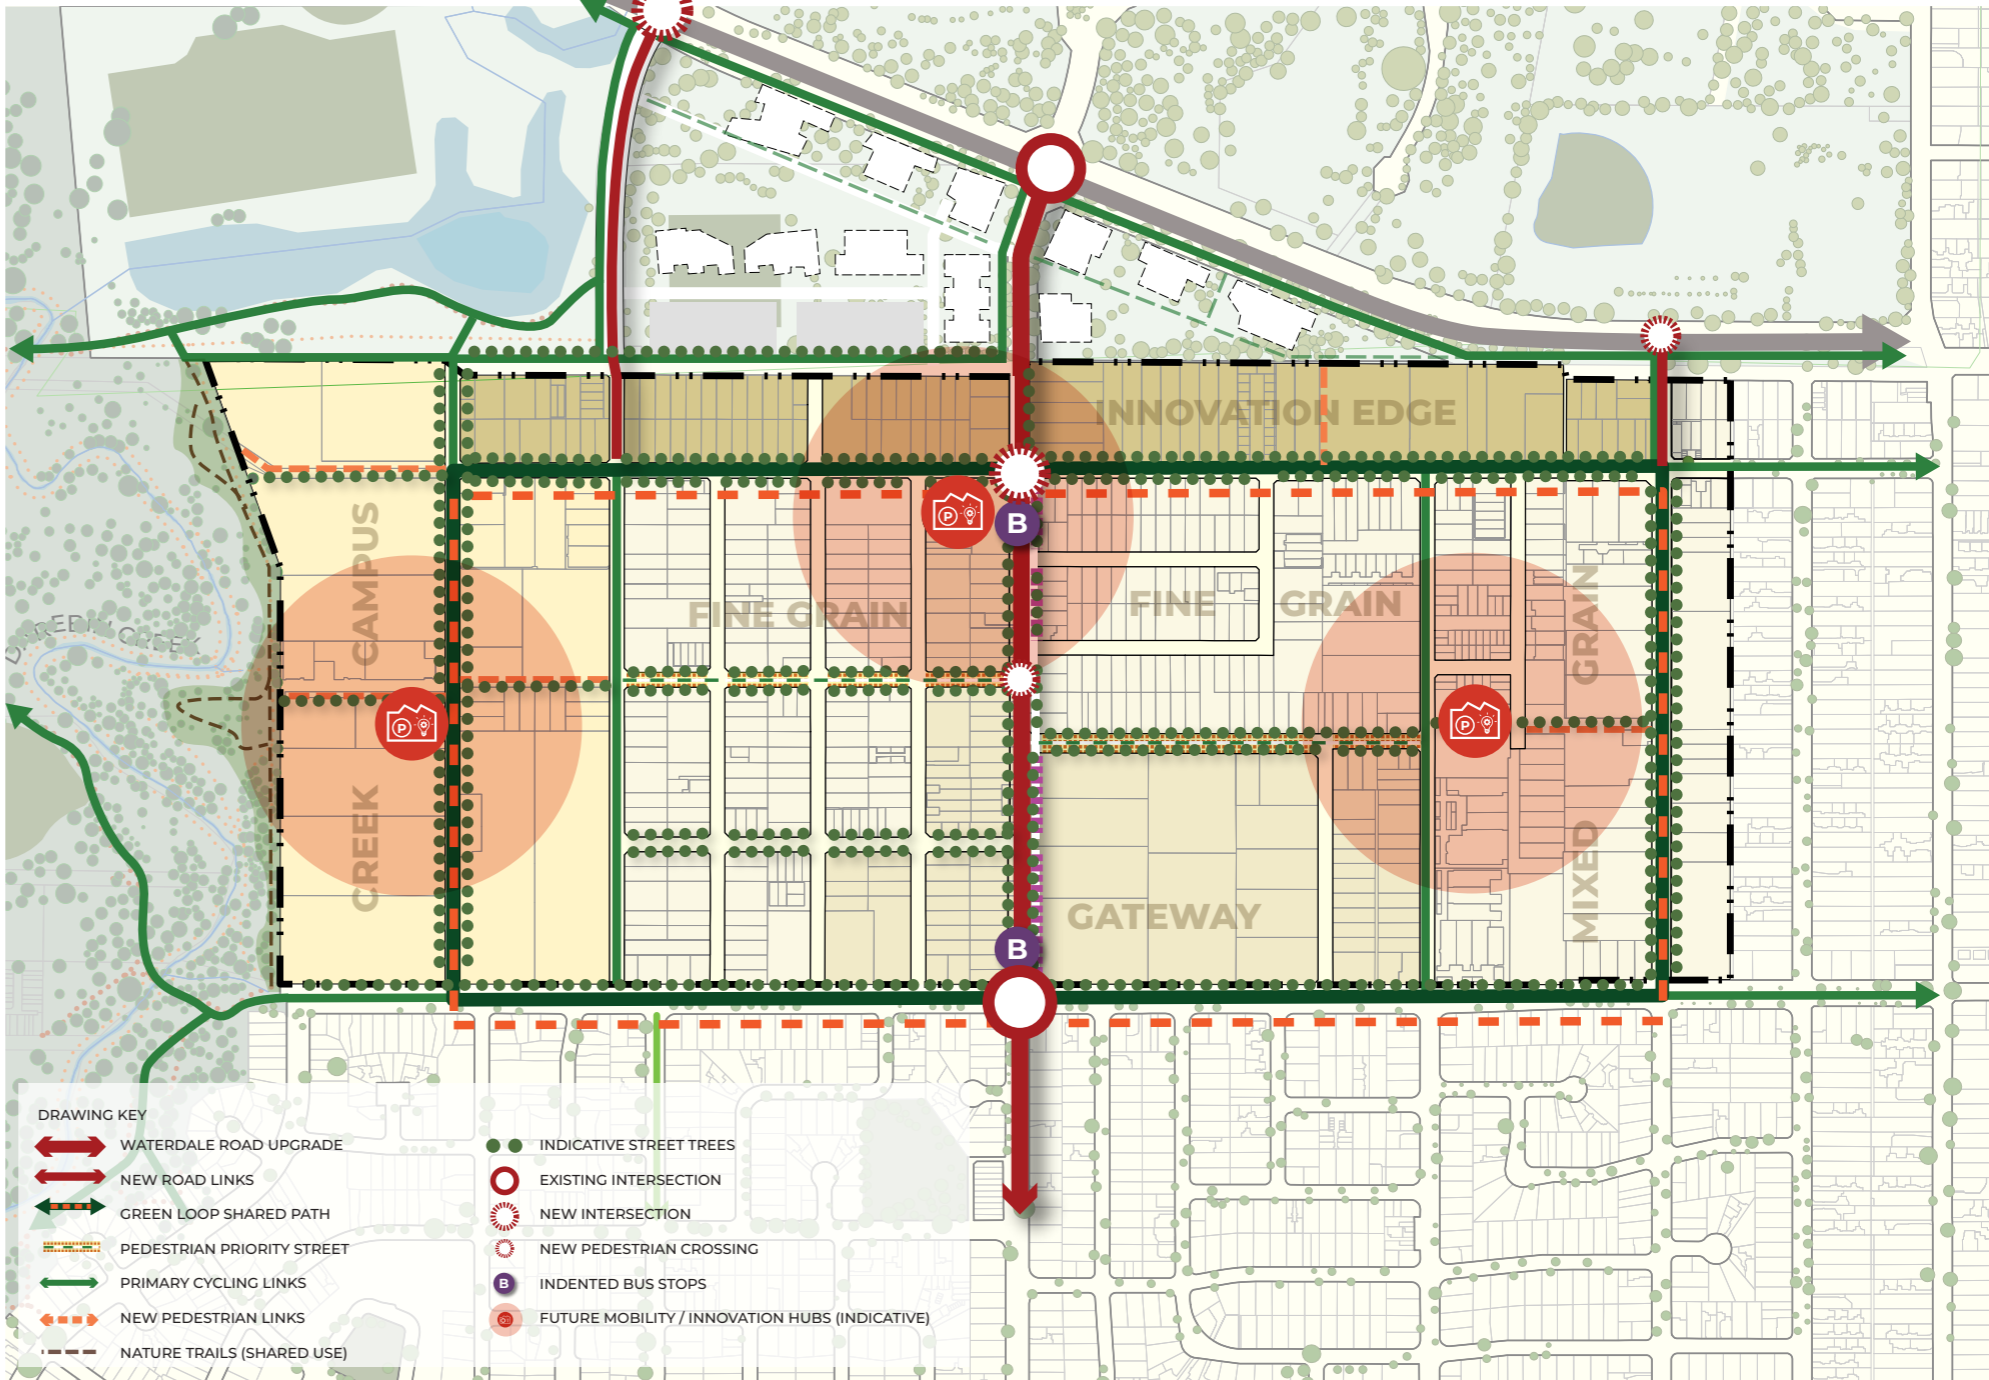 INNOVATION EDGE
CAMPUS
CREEK
FINE GRAIN
FINE GRAIN
GRAIN
MIXED
GATEWAY
DAREBIN CREEK
P
B
P
P
B
DRAWING KEY
WATERDALE ROAD UPGRADE
NEW ROAD LINKS
GREEN LOOP SHARED PATH
PEDESTRIAN PRIORITY STREET
PRIMARY CYCLING LINKS
NEW PEDESTRIAN LINKS
NATURE TRAILS (SHARED USE)
INDICATIVE STREET TREES
EXISTING INTERSECTION
NEW INTERSECTION
NEW PEDESTRIAN CROSSING
B INDENTED BUS STOPS
FUTURE MOBILITY / INNOVATION HUBS (INDICATIVE)